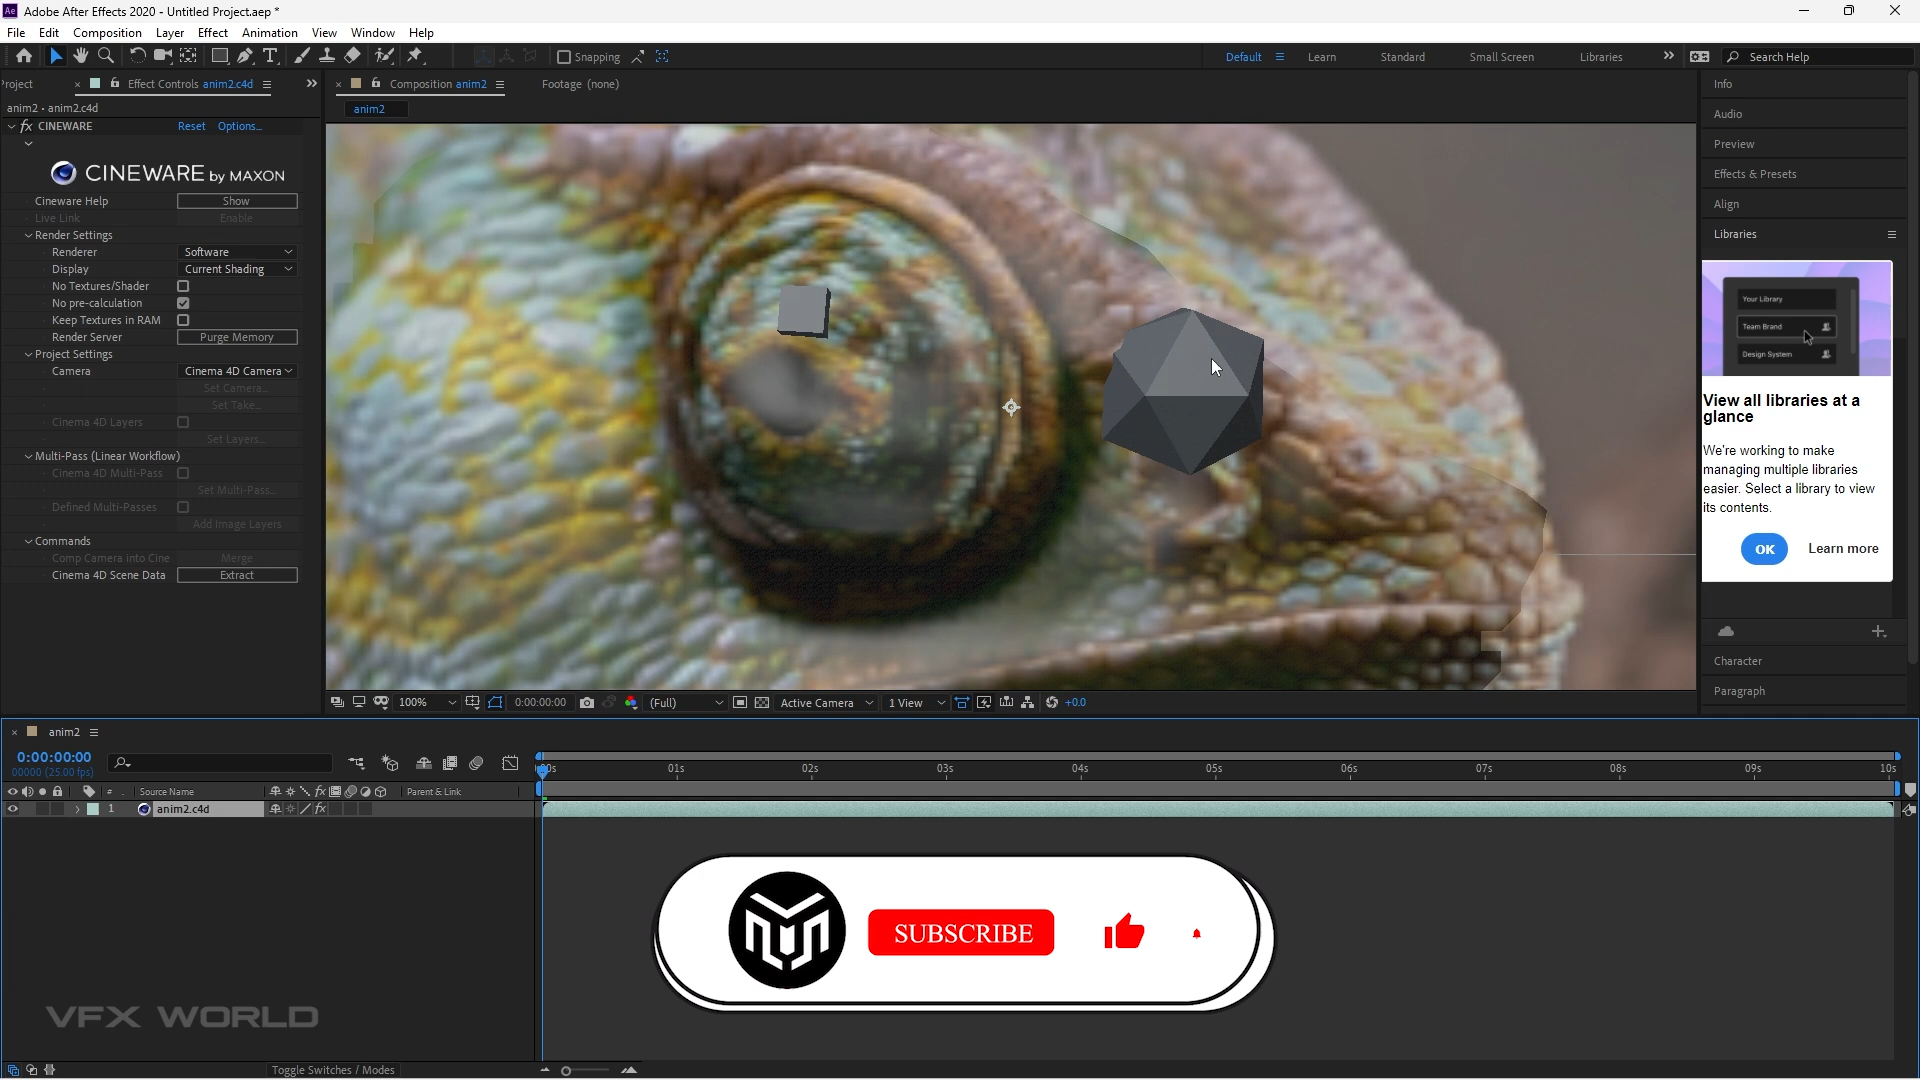 Ae Adobe After Effects 2020 - Untitled Project.aep *
File Edit Composition Layer Effect Animation View Window Help
Snapping
Default Learn Standard Small Screen Libraries » Search Help
roject × Effect Controls anim2.c4d »
× Composition anim2 Footage (none)
anim2 • anim2.c4d
anim2
fx CINEWARE Reset Options...
CINEWARE by MAXON
Cineware Help Show
Live Link Enable
Render Settings
Renderer Software
Display Current Shading
No Textures/Shader
No pre-calculation
Keep Textures in RAM
Render Server Purge Memory
Project Settings
Camera Cinema 4D Camera
Set Camera...
Set Take...
Cinema 4D Layers
Set Layers...
Multi-Pass (Linear Workflow)
Cinema 4D Multi-Pass
Set Multi-Pass...
Defined Multi-Passes
Add Image Layers
Commands
Comp Camera into Cine Merge
Cinema 4D Scene Data Extract
100% 0:00:00:00 (Full) Active Camera 1 View +0.0
Info
Audio
Preview
Effects & Presets
Align
Libraries
Your Library
Team Brand
Design System
View all libraries at a
glance
We're working to make
managing multiple libraries
easier. Select a library to view
its contents.
OK Learn more
Character
Paragraph
× anim2
0:00:00:00
00000 (25.00 fps)
00s 01s 02s 03s 04s 05s 06s 07s 08s 09s 10s
# . Source Name fx Parent & Link
1 anim2.c4d fx
SUBSCRIBE
VFX WORLD
Toggle Switches / Modes